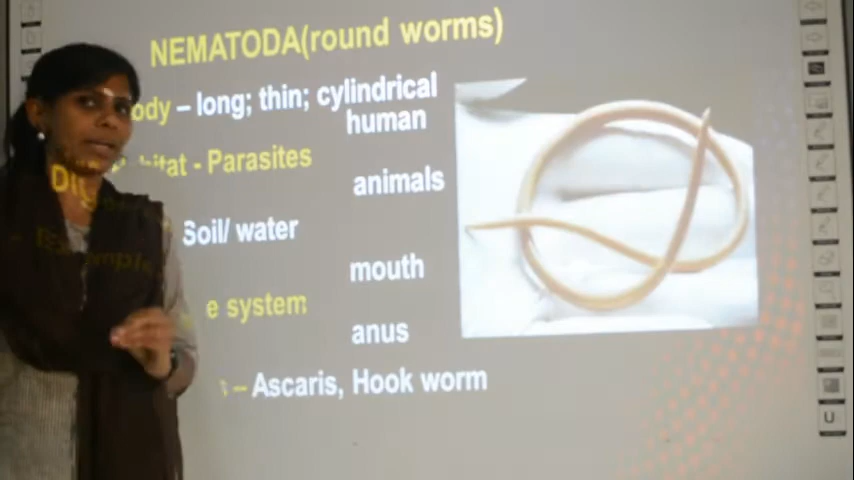 NEMATODA(round worms)
ody – long; thin; cylindrical
human
itat - Parasites
animals
Soil/ water
mouth
e system
anus
– Ascaris, Hook worm
U